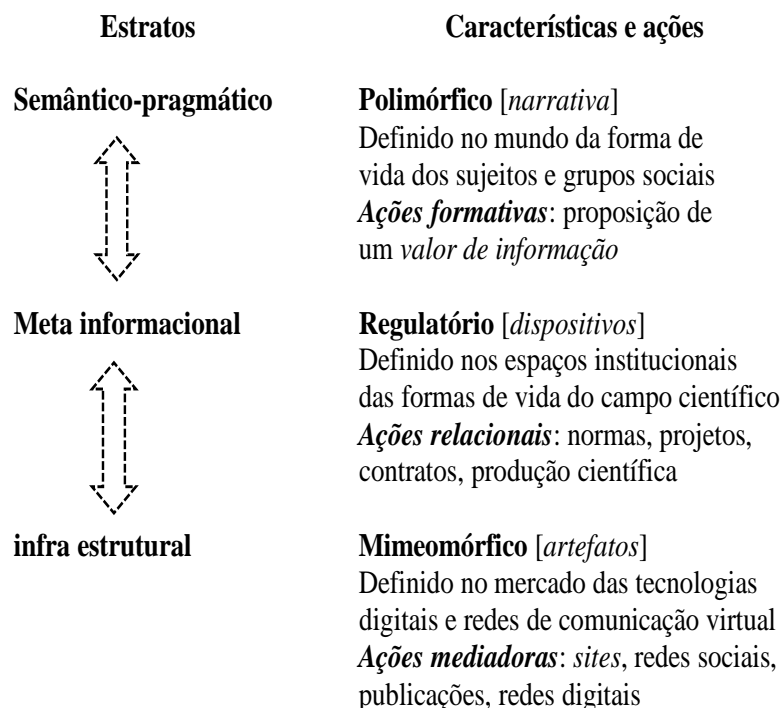 Estratos Características e ações
Semântico-pragmático Polimórfico [narrativa]
Definido no mundo da forma de
vida dos sujeitos e grupos sociais
Ações formativas: proposição de
um valor de informação
Meta informacional Regulatório [dispositivos]
Definido nos espaços institucionais
das formas de vida do campo científico
Ações relacionais: normas, projetos,
contratos, produção científica
infra estrutural Mimeomórfico [artefatos]
Definido no mercado das tecnologias
digitais e redes de comunicação virtual
Ações mediadoras: sites, redes sociais,
publicações, redes digitais